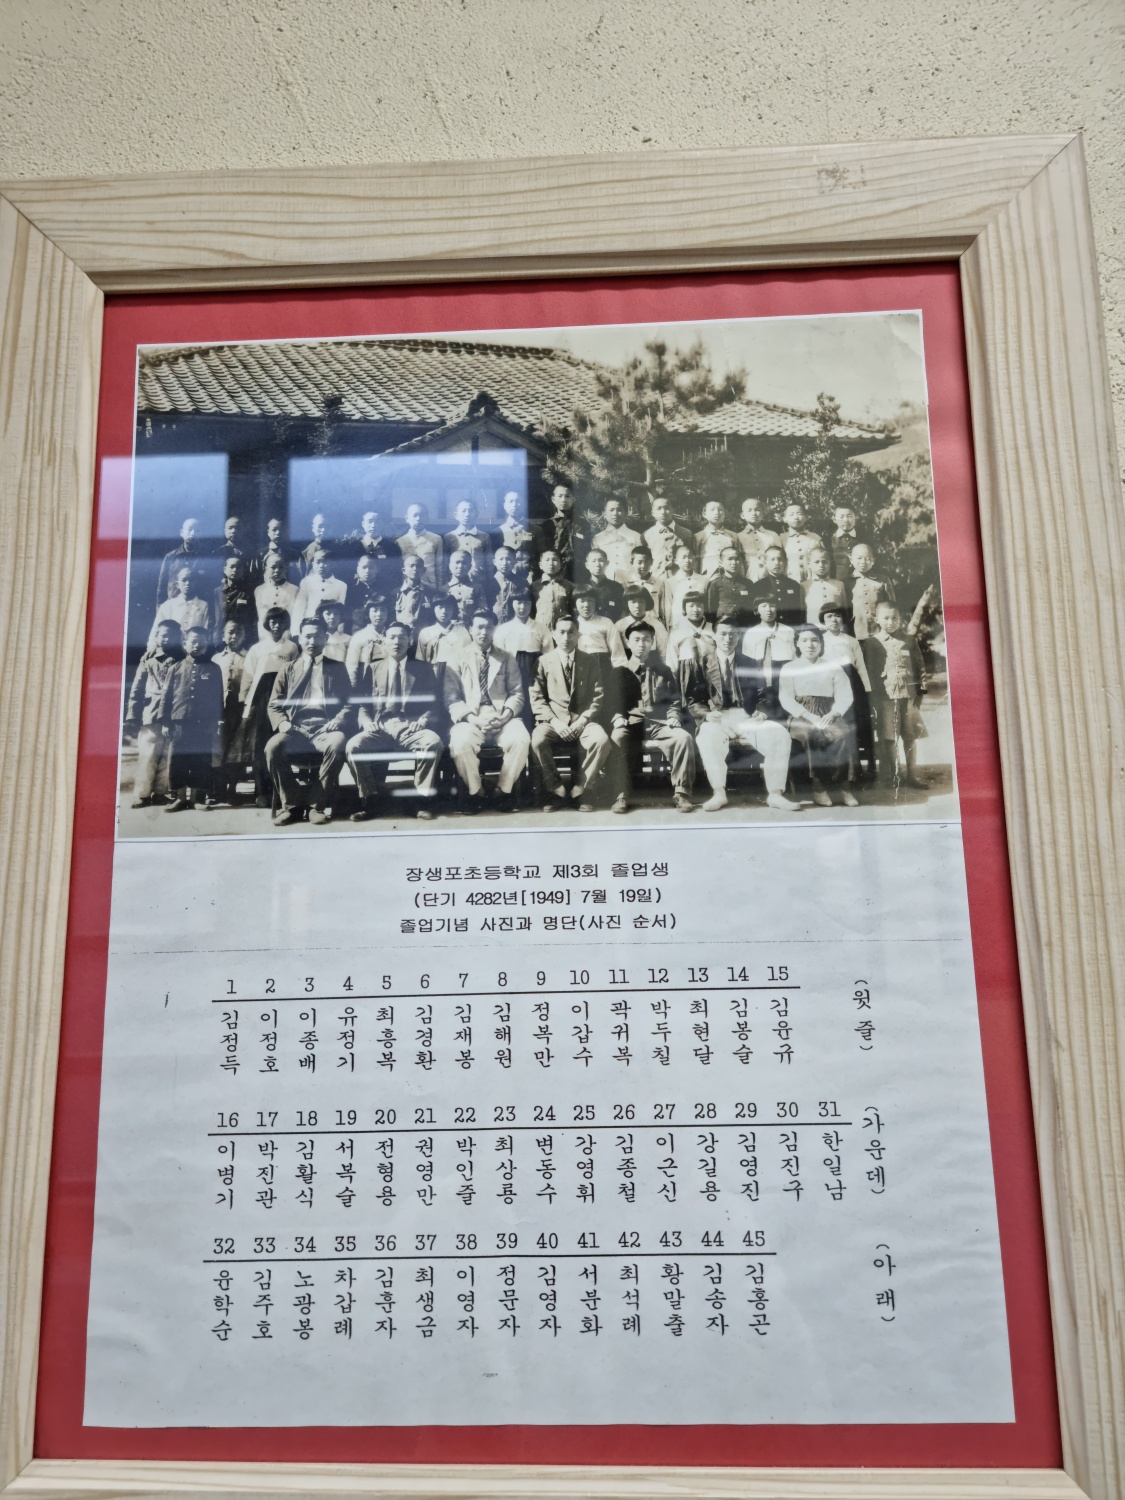 장생포초등학교 제3회 졸업생
(단기 4282년[1949] 7월 19일)
졸업기념 사진과 명단(사진 순서)
1 2 3 4 5 6 7 8 9 10 11 12 13 14 15 (윗줄)
김정득 이정호 이종배 유정기 최흥복 김경환 김재봉 김해원 정복만 이갑수 곽귀복 박두칠 최현달 김봉술 김윤규
16 17 18 19 20 21 22 23 24 25 26 27 28 29 30 31 (가운데)
이병기 박진관 김활식 서복술 전형용 권영만 박인줄 최상룡 변동수 강영휘 김종철 이근신 강길용 김영진 김진구 한일남
32 33 34 35 36 37 38 39 40 41 42 43 44 45 (아래)
윤학순 김주호 노광봉 차갑례 김훈자 최생금 이영자 정문자 김영자 서분화 최석례 황말출 김송자 김홍곤